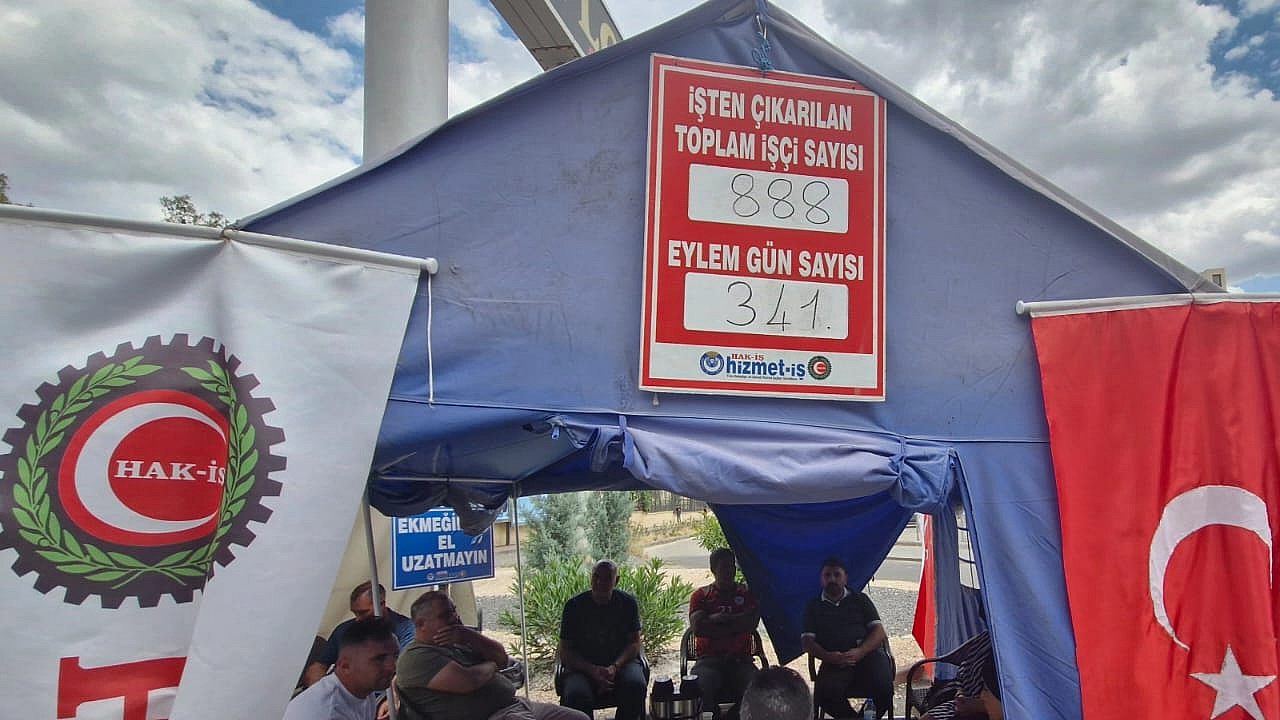 İŞTEN ÇIKARILAN
TOPLAM İŞÇİ SAYISI
888
EYLEM GÜN SAYISI
341.
HAK-İŞ
hizmet-iş
HAK-İŞ
EKMEĞİ
EL
UZATMAYIN